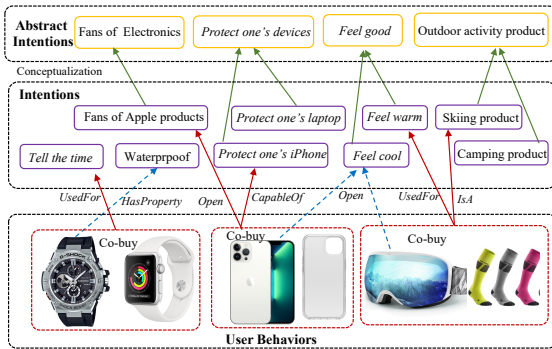 Abstract
Intentions
Fans of Electronics
Protect one's devices
Feel good
Outdoor activity product
Conceptualization
Intentions
Fans of Apple products
Protect one's laptop
Feel warm
Skiing product
Tell the time
Waterprpoof
Protect one's iPhone
Feel cool
Camping product
UsedFor
HasProperty
Open
CapableOf
Open
UsedFor
IsA
Co-buy
Co-buy
Co-buy
G-SHOCK
User Behaviors